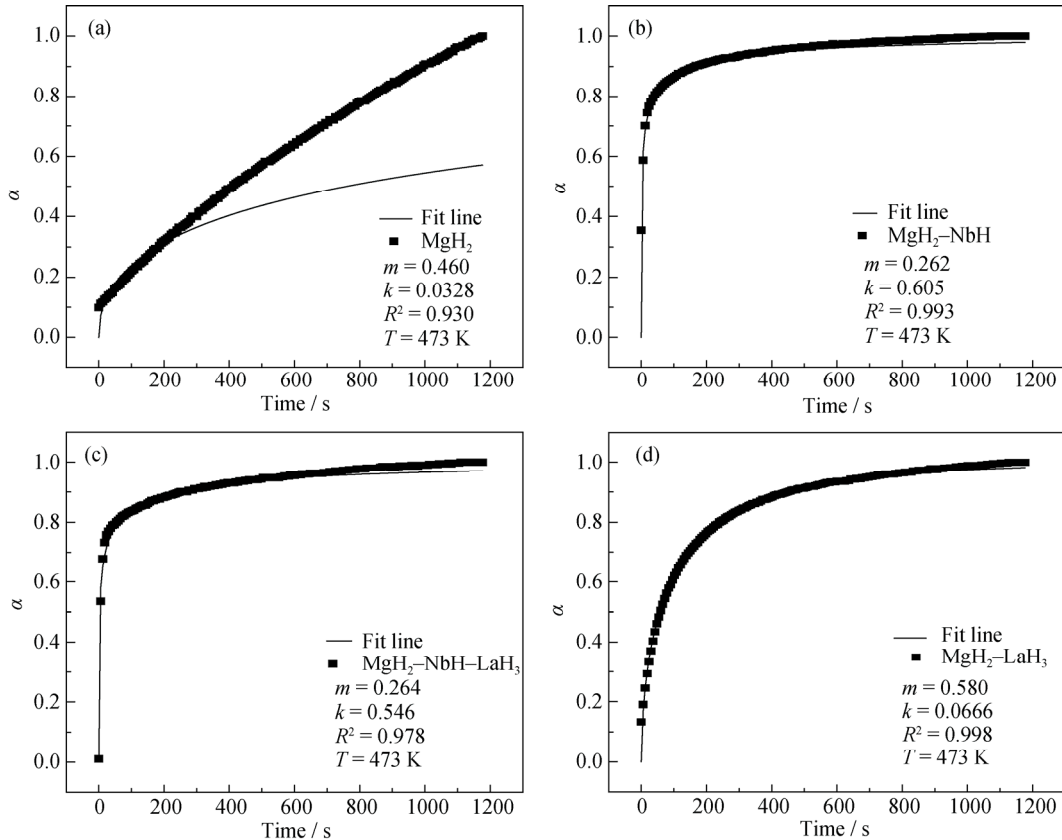 (a)
1.0
0.8
0.6
0.4
0.2
0.0
α
Fit line
MgH₂
m = 0.460
k = 0.0328
R² = 0.930
T = 473 K
0 200 400 600 800 1000 1200
Time / s
(b)
1.0
0.8
0.6
0.4
0.2
0.0
α
Fit line
MgH₂–NbH
m = 0.262
k – 0.605
R² = 0.993
T = 473 K
0 200 400 600 800 1000 1200
Time / s
(c)
1.0
0.8
0.6
0.4
0.2
0.0
α
Fit line
MgH₂–NbH–LaH₃
m = 0.264
k = 0.546
R² = 0.978
T = 473 K
0 200 400 600 800 1000 1200
Time / s
(d)
1.0
0.8
0.6
0.4
0.2
0.0
α
Fit line
MgH₂–LaH₃
m = 0.580
k = 0.0666
R² = 0.998
T = 473 K
0 200 400 600 800 1000 1200
Time / s